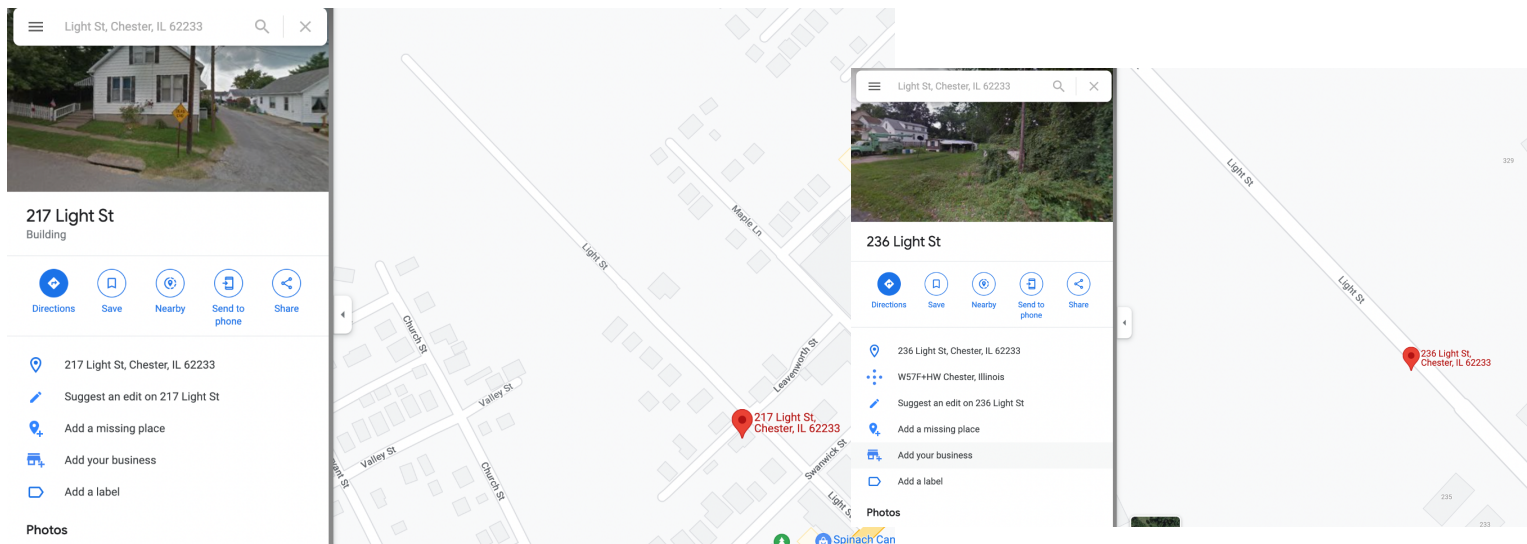 Light St, Chester, IL 62233
217 Light St
Building
Directions
Save
Nearby
Send to
phone
Share
217 Light St, Chester, IL 62233
Suggest an edit on 217 Light St
Add a missing place
Add your business
Add a label
Photos
Light St
Maple Ln
Church St
Valley St
Leavenworth St
217 Light St,
Chester, IL 62233
Valley St
Church St
Swanwick St
Light S
Spinach Can
Light St, Chester, IL 62233
236 Light St
Directions
Save
Nearby
Send to
phone
Share
236 Light St, Chester, IL 62233
W57F+HW Chester, Illinois
Suggest an edit on 236 Light St
Add a missing place
Add your business
Add a label
Photos
Light St
329
Light St
236 Light St,
Chester, IL 62233
235
233